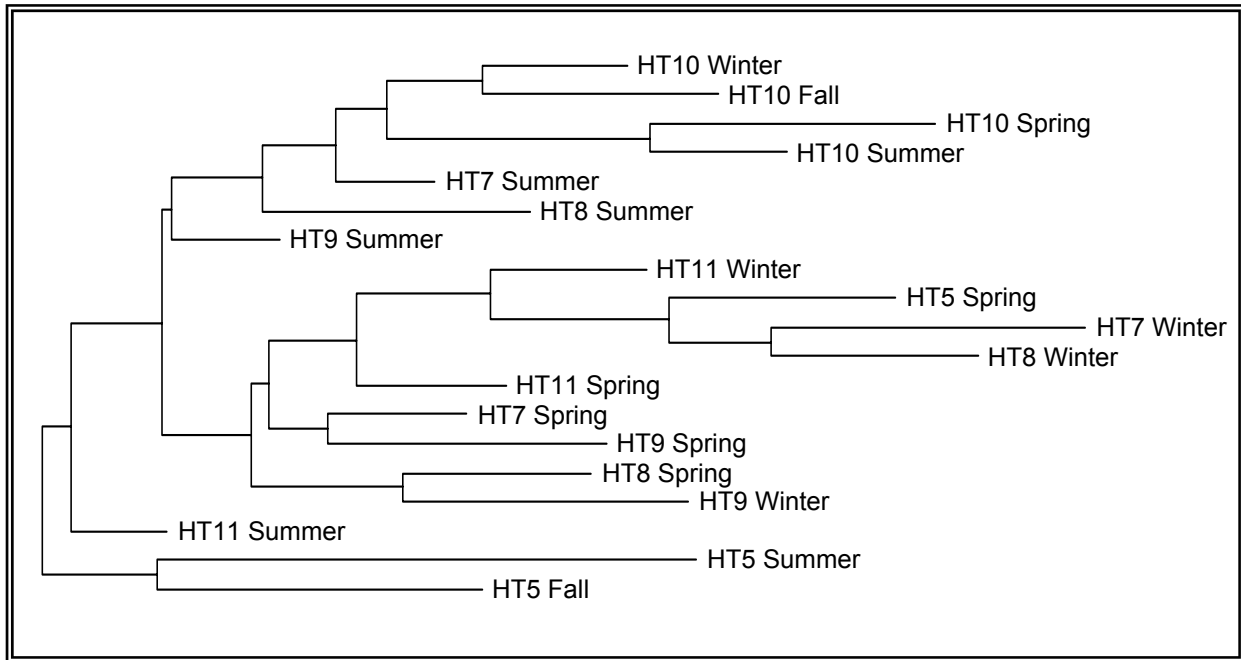 HT10 Winter
HT10 Fall
HT10 Spring
HT10 Summer
HT7 Summer
HT8 Summer
HT9 Summer
HT11 Winter
HT5 Spring
HT7 Winter
HT8 Winter
HT11 Spring
HT7 Spring
HT9 Spring
HT8 Spring
HT9 Winter
HT11 Summer
HT5 Summer
HT5 Fall